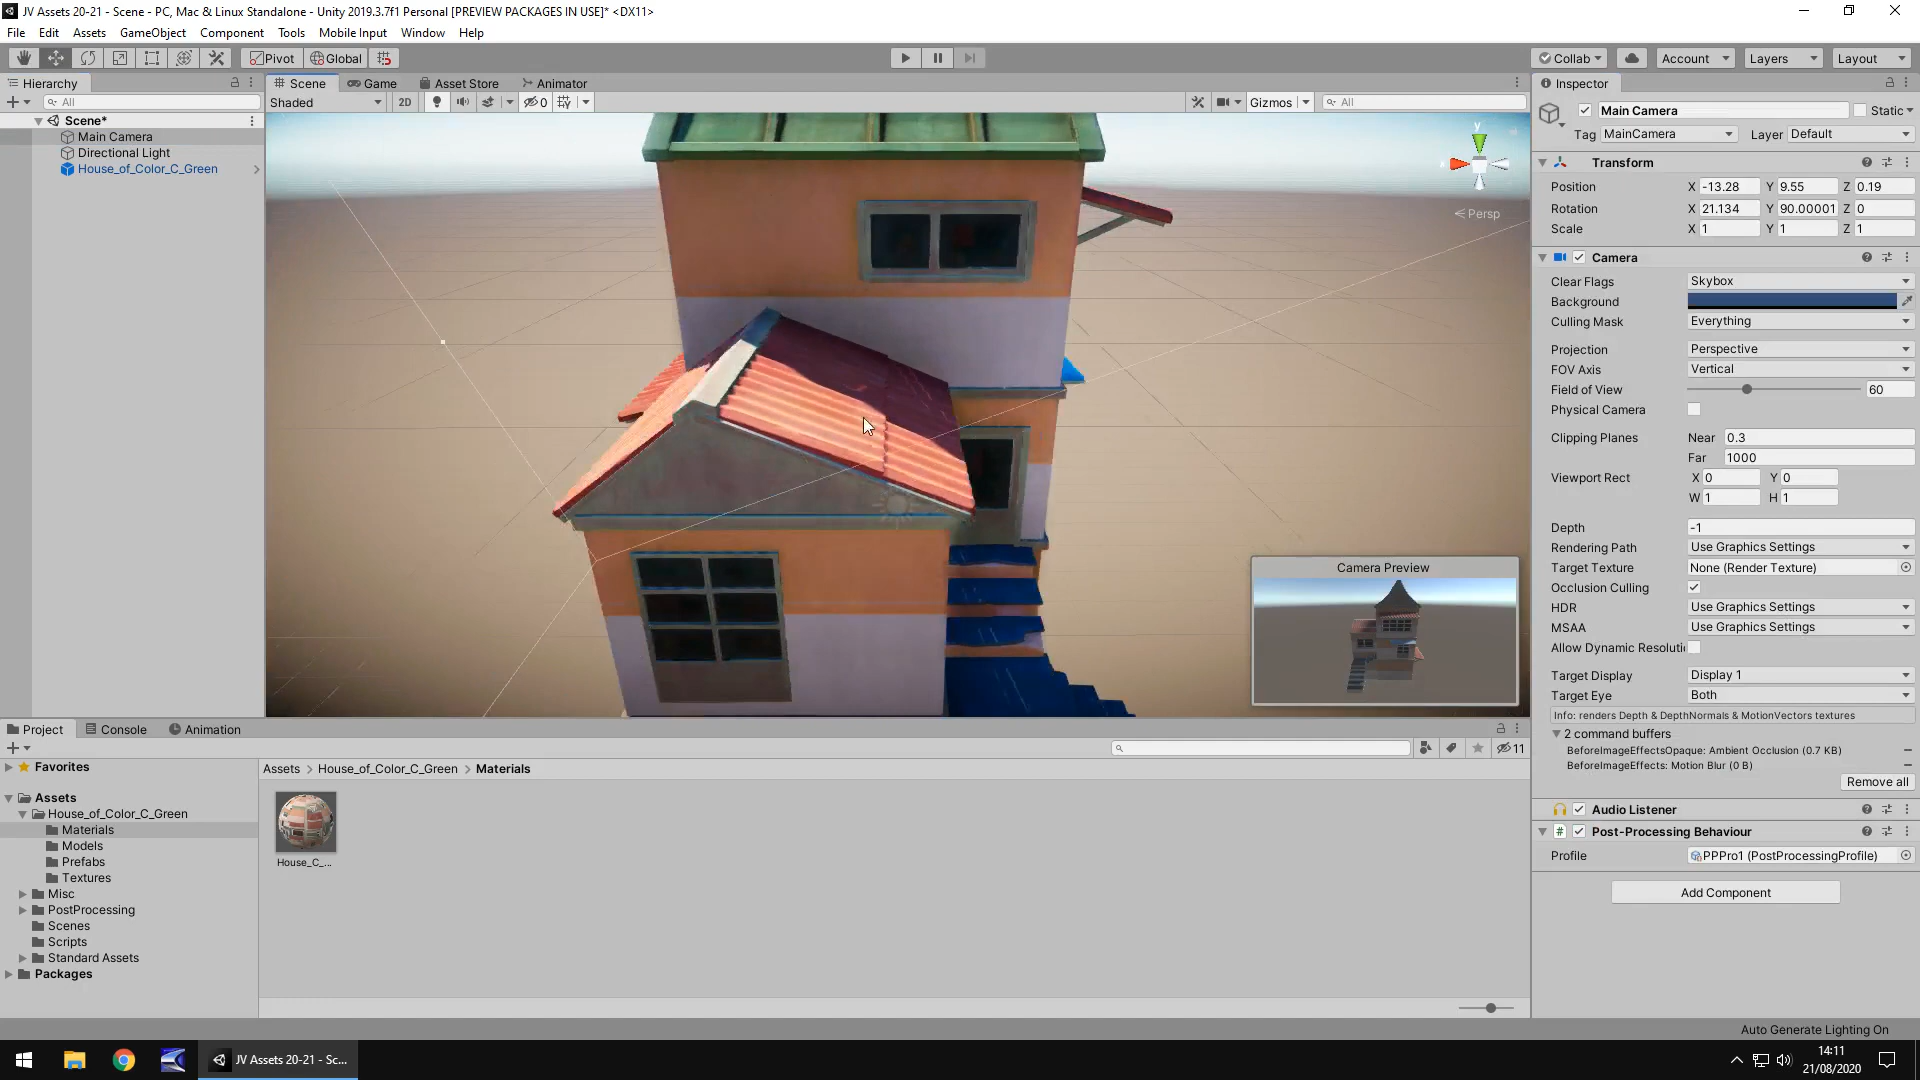 JV Assets 20-21 - Scene - PC, Mac & Linux Standalone - Unity 2019.3.7f1 Personal [PREVIEW PACKAGES IN USE]* <DX11>
File Edit Assets GameObject Component Tools Mobile Input Window Help
Pivot Global Collab Account Layers Layout
Hierarchy
All
Scene*
Main Camera
Directional Light
House_of_Color_C_Green
Scene Game Asset Store Animator
Shaded 2D 0 Gizmos All
y
Persp
Camera Preview
Inspector
Main Camera Static
Tag MainCamera Layer Default
Transform
Position X -13.28 Y 9.55 Z 0.19
Rotation X 21.134 Y 90.00001 Z 0
Scale X 1 Y 1 Z 1
Camera
Clear Flags Skybox
Background
Culling Mask Everything
Projection Perspective
FOV Axis Vertical
Field of View 60
Physical Camera
Clipping Planes Near 0.3
Far 1000
Viewport Rect X 0 Y 0
W 1 H 1
Depth -1
Rendering Path Use Graphics Settings
Target Texture None (Render Texture)
Occlusion Culling
HDR Use Graphics Settings
MSAA Use Graphics Settings
Allow Dynamic Resoluti
Target Display Display 1
Target Eye Both
Info: renders Depth & DepthNormals & MotionVectors textures
2 command buffers
BeforeImageEffectsOpaque: Ambient Occlusion (0.7 KB)
BeforeImageEffects: Motion Blur (0 B)
Remove all
Audio Listener
Post-Processing Behaviour
Profile PPPro1 (PostProcessingProfile)
Add Component
Project Console Animation
11
Favorites
Assets
House_of_Color_C_Green
Materials
Models
Prefabs
Textures
Misc
PostProcessing
Scenes
Scripts
Standard Assets
Packages
Assets > House_of_Color_C_Green > Materials
House_C_...
Auto Generate Lighting On
JV Assets 20-21 - Sc...
14:11
21/08/2020